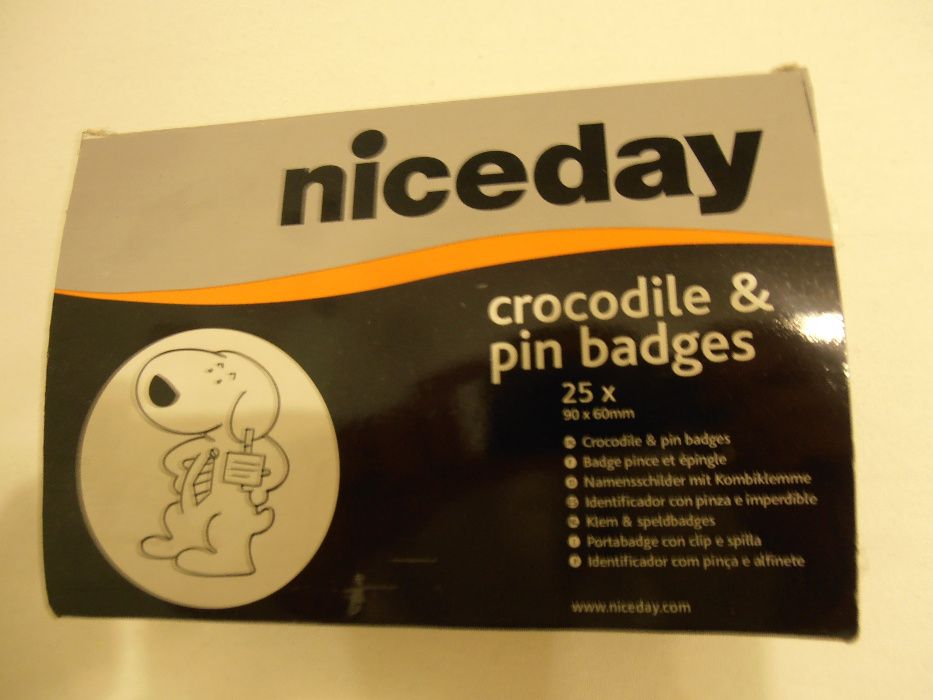 niceday
crocodile &
pin badges
25 x
90 x 60mm
Crocodile & pin badges
Badge pince et épingle
Namensschilder mit Kombiklemme
Identificador con pinza e imperdible
Klem & speldbadges
Portabadge con clip e spilla
Identificador com pinça e alfinete
www.niceday.com